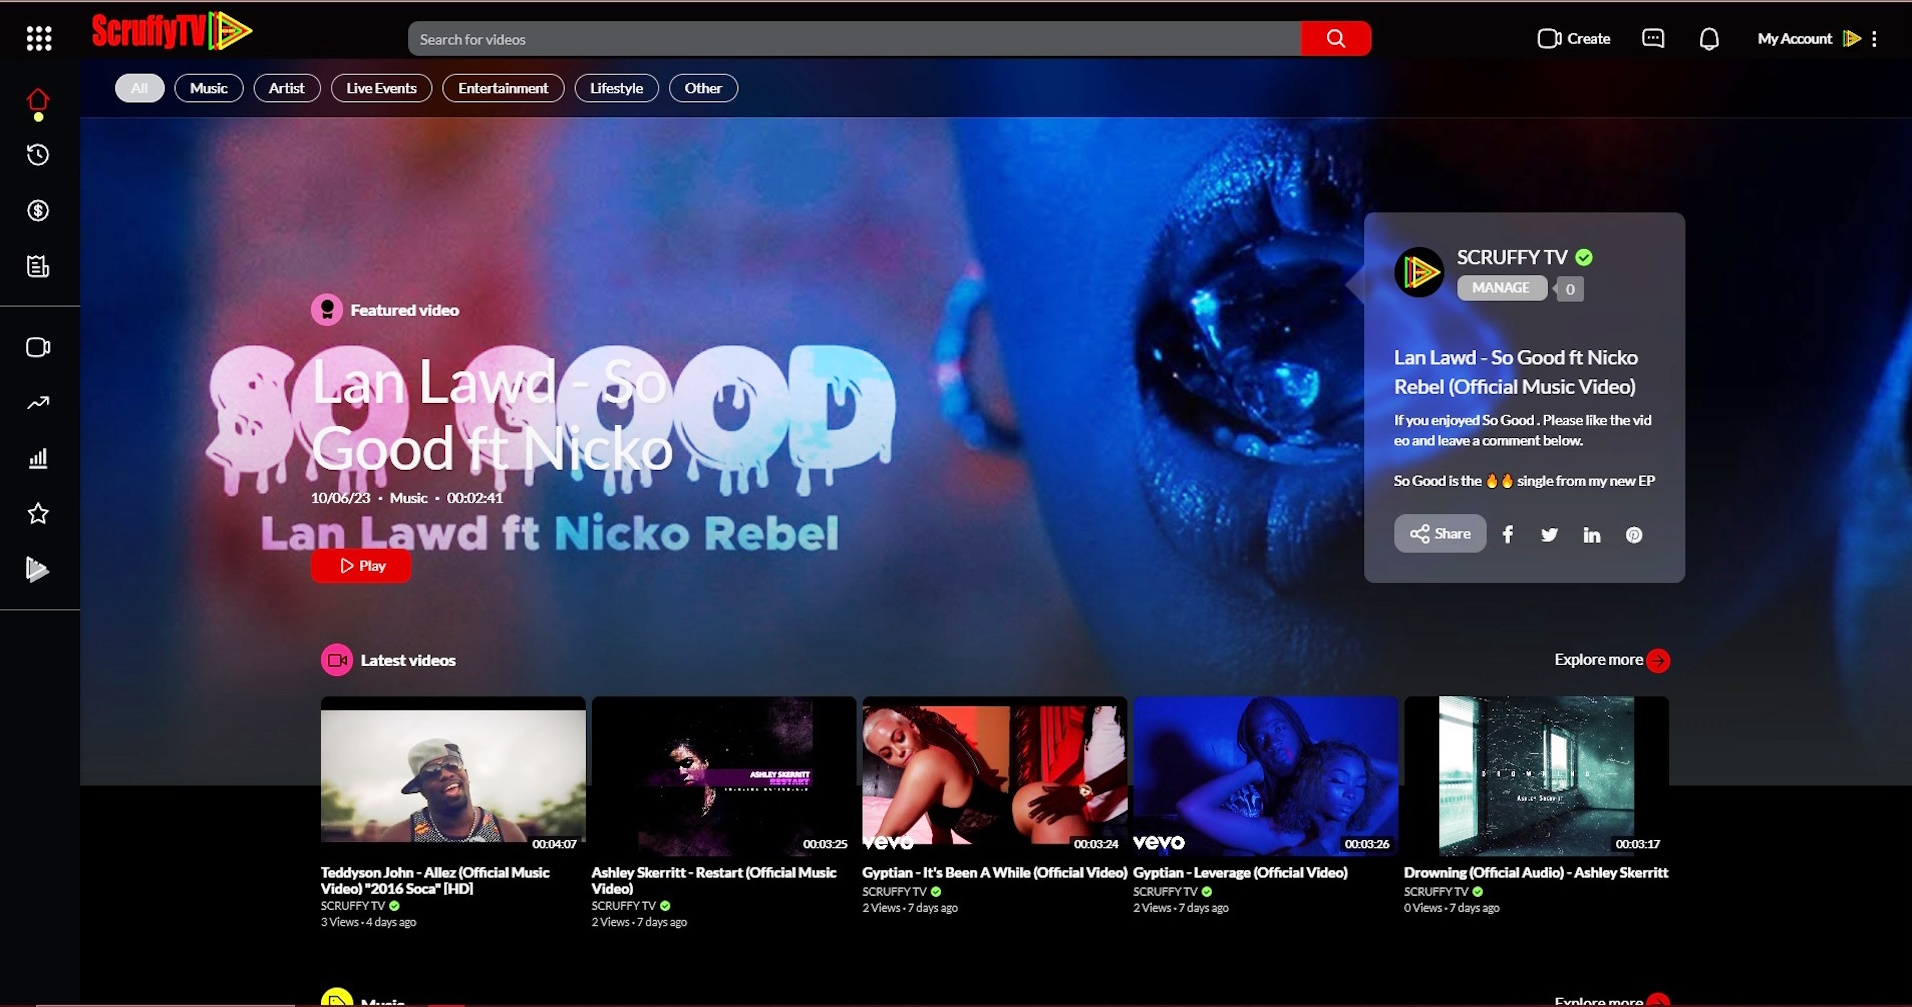 ScruffyTV
Search for videos
Create
My Account
All
Music
Artist
Live Events
Entertainment
Lifestyle
Other
Featured video
SO GOOD
Lan Lawd - So
Good ft Nicko
10/06/23 • Music • 00:02:41
Lan Lawd ft Nicko Rebel
Play
SCRUFFY TV
MANAGE
0
Lan Lawd - So Good ft Nicko
Rebel (Official Music Video)
If you enjoyed So Good . Please like the vid
eo and leave a comment below.
So Good is the 🔥🔥 single from my new EP
Share
Latest videos
Explore more
ASHLEY SKERRITT
RESTART
vevo
vevo
DROWNING
Ashley Skerritt
00:04:07
00:03:25
00:03:24
00:03:26
00:03:17
Teddyson John - Allez (Official Music
Video) "2016 Soca" [HD]
SCRUFFY TV
3 Views • 4 days ago
Ashley Skerritt - Restart (Official Music
Video)
SCRUFFY TV
2 Views • 7 days ago
Gyptian - It's Been A While (Official Video)
SCRUFFY TV
2 Views • 7 days ago
Gyptian - Leverage (Official Video)
SCRUFFY TV
2 Views • 7 days ago
Drowning (Official Audio) - Ashley Skerritt
SCRUFFY TV
0 Views • 7 days ago
Music
Explore more